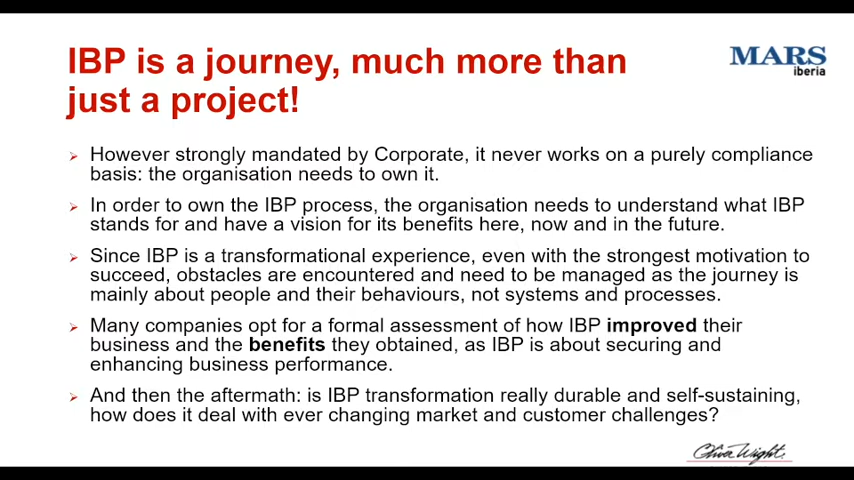 IBP is a journey, much more than
just a project!
MARS
iberia
However strongly mandated by Corporate, it never works on a purely compliance
basis: the organisation needs to own it.
In order to own the IBP process, the organisation needs to understand what IBP
stands for and have a vision for its benefits here, now and in the future.
Since IBP is a transformational experience, even with the strongest motivation to
succeed, obstacles are encountered and need to be managed as the journey is
mainly about people and their behaviours, not systems and processes.
Many companies opt for a formal assessment of how IBP improved their
business and the benefits they obtained, as IBP is about securing and
enhancing business performance.
And then the aftermath: is IBP transformation really durable and self-sustaining,
how does it deal with ever changing market and customer challenges?
Oliver Wight